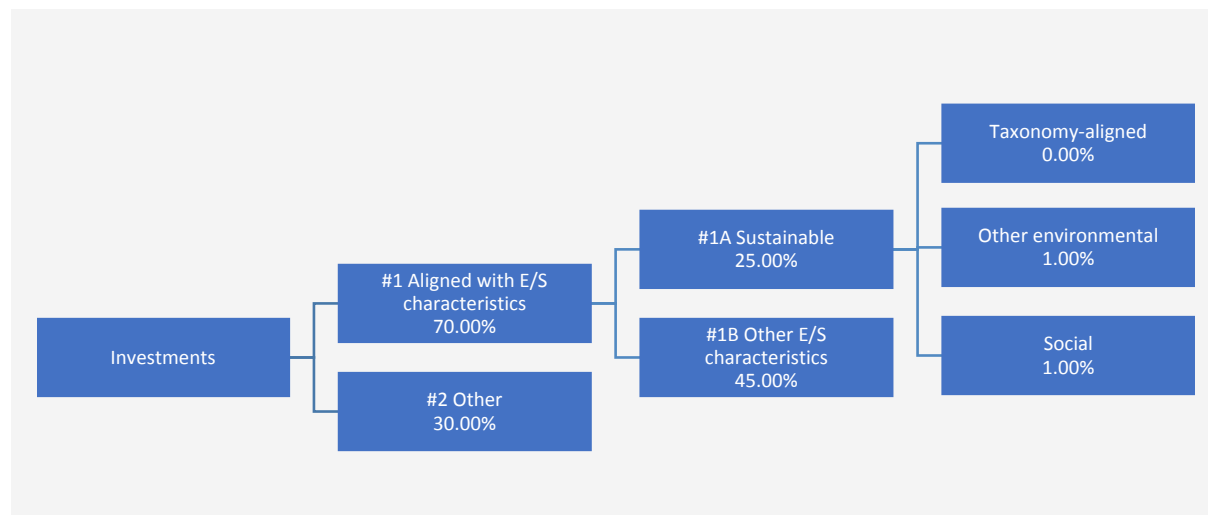 Investments
#1 Aligned with E/S
characteristics
70.00%
#2 Other
30.00%
#1A Sustainable
25.00%
#1B Other E/S
characteristics
45.00%
Taxonomy-aligned
0.00%
Other environmental
1.00%
Social
1.00%